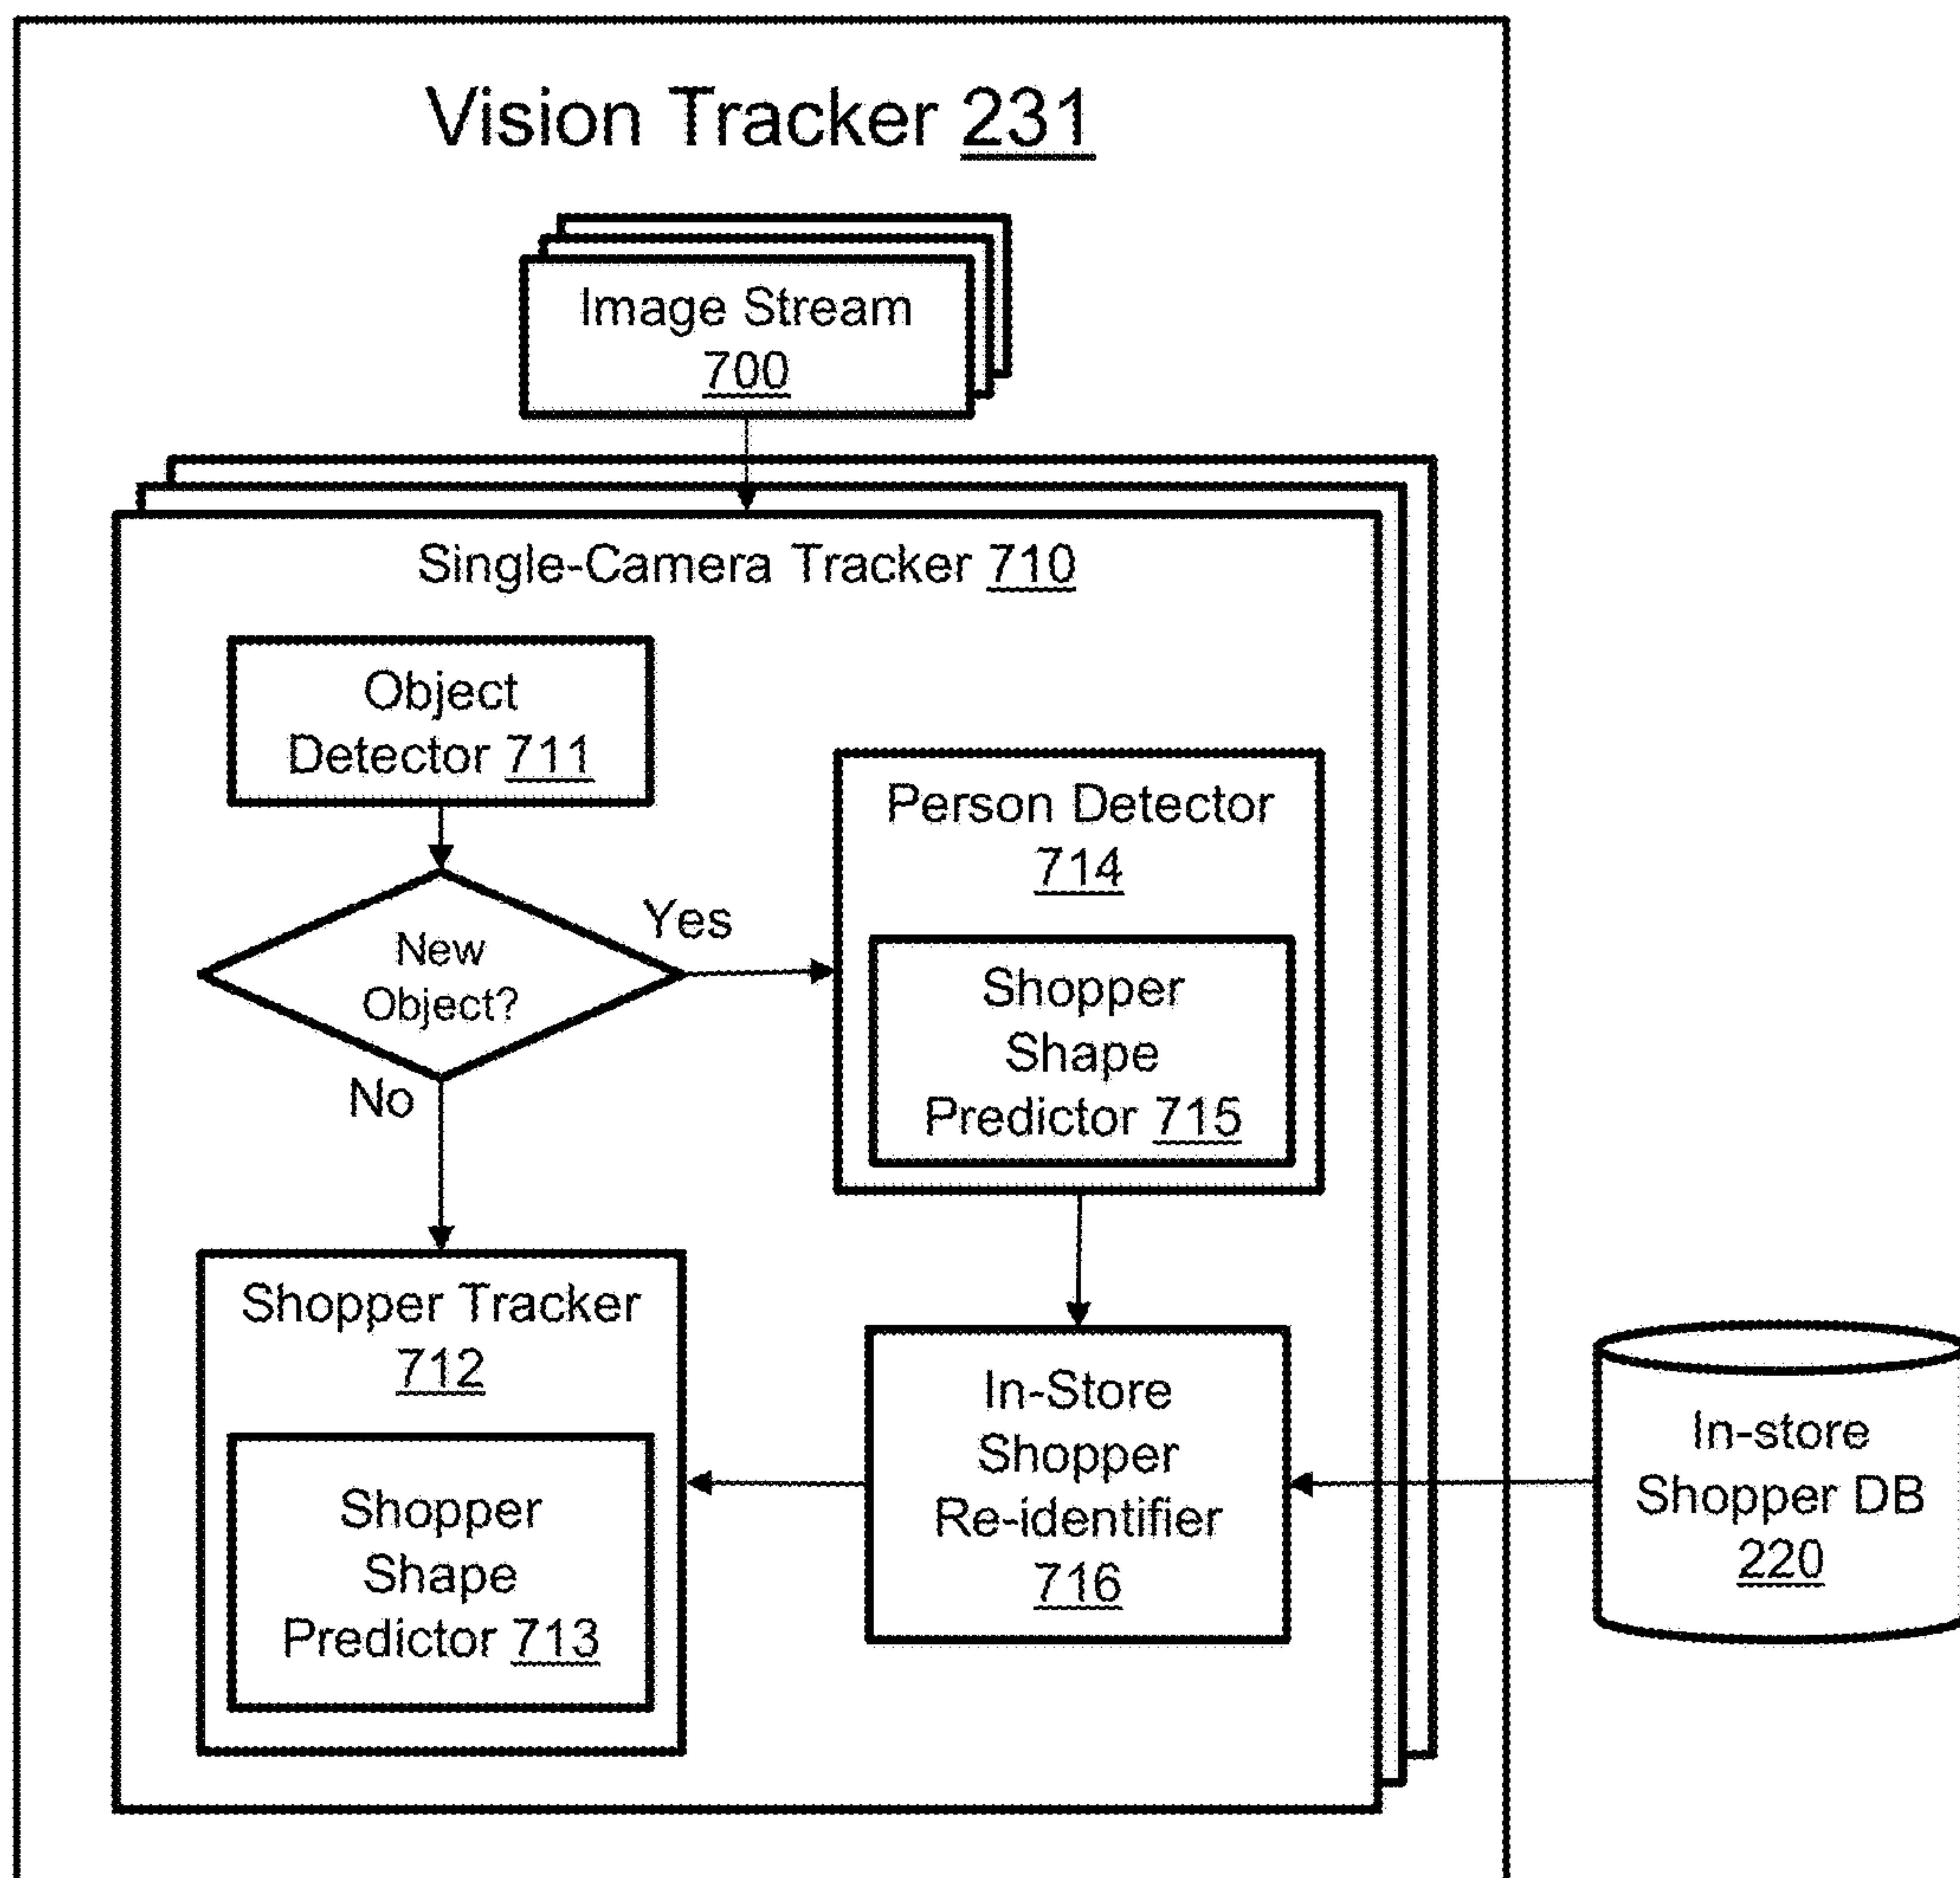 Vision Tracker 231
Image Stream
700
Single-Camera Tracker 710
Object
Detector 711
New
Object?
Yes
No
Person Detector
714
Shopper
Shape
Predictor 715
Shopper Tracker
712
Shopper
Shape
Predictor 713
In-Store
Shopper
Re-identifier
716
In-store
Shopper DB
220